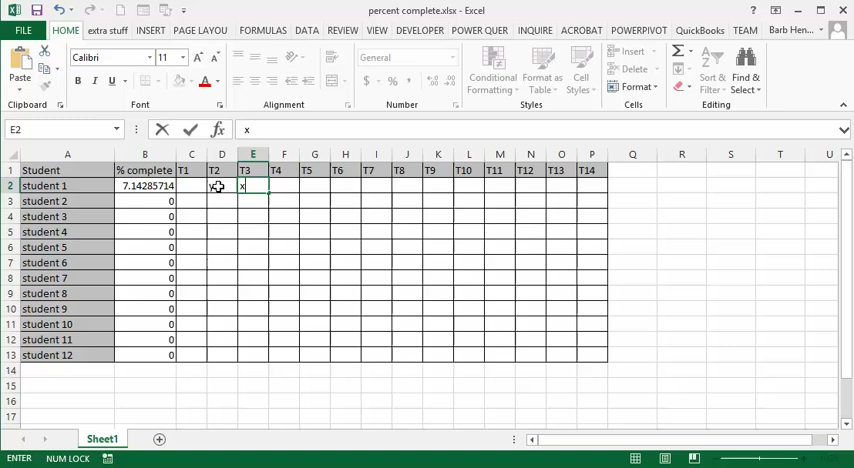 percent complete.xlsx - Excel
FILE HOME extra stuff INSERT PAGE LAYOU FORMULAS DATA REVIEW VIEW DEVELOPER POWER QUER INQUIRE ACROBAT POWERPIVOT QuickBooks TEAM Barb Hen...
Calibri 11 General Insert Σ
Paste B I U A $ % , Conditional Formatting Format as Table Cell Styles Delete Format Sort & Filter Find & Select
Clipboard Font Alignment Number Styles Cells Editing
E2 fx x
A B C D E F G H I J K L M N O P Q R S T U
1 Student % complete T1 T2 T3 T4 T5 T6 T7 T8 T9 T10 T11 T12 T13 T14
2 student 1 7.14285714 y x
3 student 2 0
4 student 3 0
5 student 4 0
6 student 5 0
7 student 6 0
8 student 7 0
9 student 8 0
10 student 9 0
11 student 10 0
12 student 11 0
13 student 12 0
14
15
16
17
Sheet1
ENTER NUM LOCK